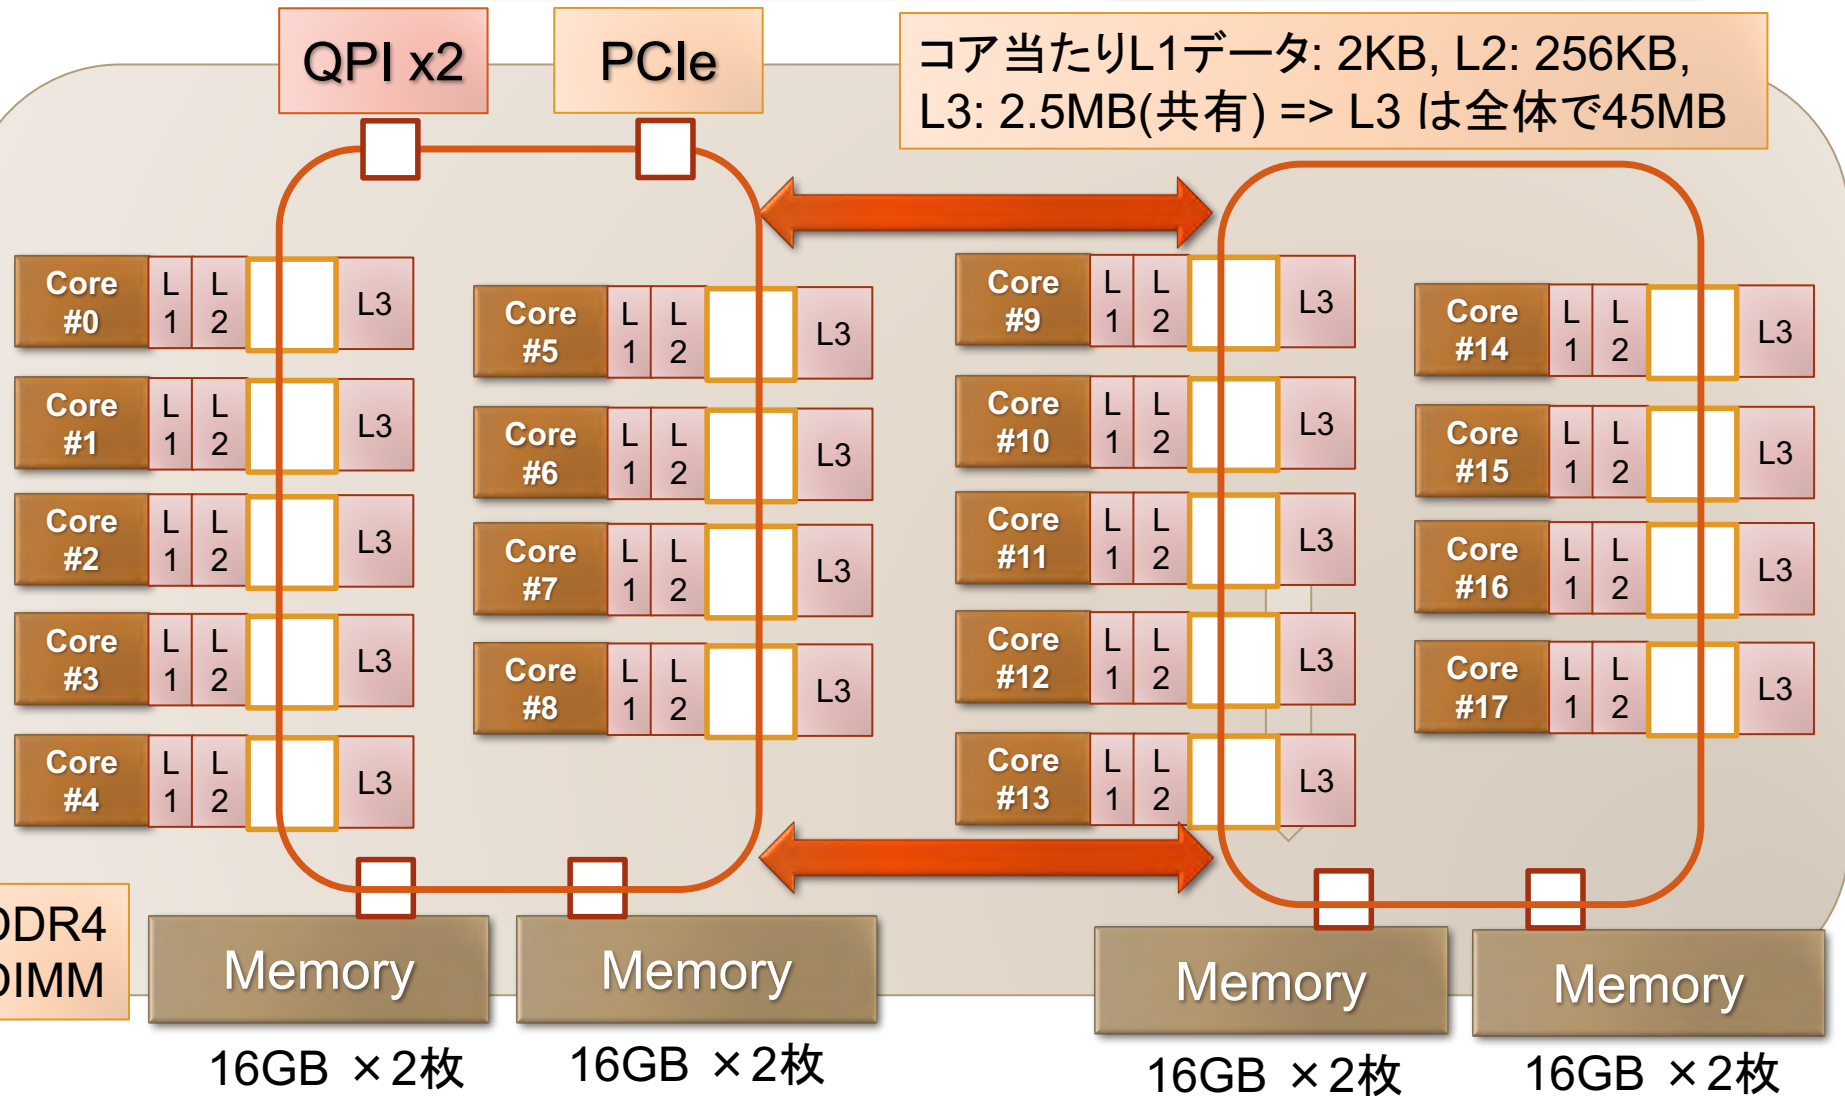 QPI x2
PCIe
コア当たりL1データ: 2KB, L2: 256KB,
L3: 2.5MB(共有) => L3 は全体で45MB
Core
#0
L
1
L
2
L3
Core
#1
L
1
L
2
L3
Core
#2
L
1
L
2
L3
Core
#3
L
1
L
2
L3
Core
#4
L
1
L
2
L3
Core
#5
L
1
L
2
L3
Core
#6
L
1
L
2
L3
Core
#7
L
1
L
2
L3
Core
#8
L
1
L
2
L3
Core
#9
L
1
L
2
L3
Core
#10
L
1
L
2
L3
Core
#11
L
1
L
2
L3
Core
#12
L
1
L
2
L3
Core
#13
L
1
L
2
L3
Core
#14
L
1
L
2
L3
Core
#15
L
1
L
2
L3
Core
#16
L
1
L
2
L3
Core
#17
L
1
L
2
L3
DDR4
DIMM
Memory
Memory
Memory
Memory
16GB ×2枚
16GB ×2枚
16GB ×2枚
16GB ×2枚